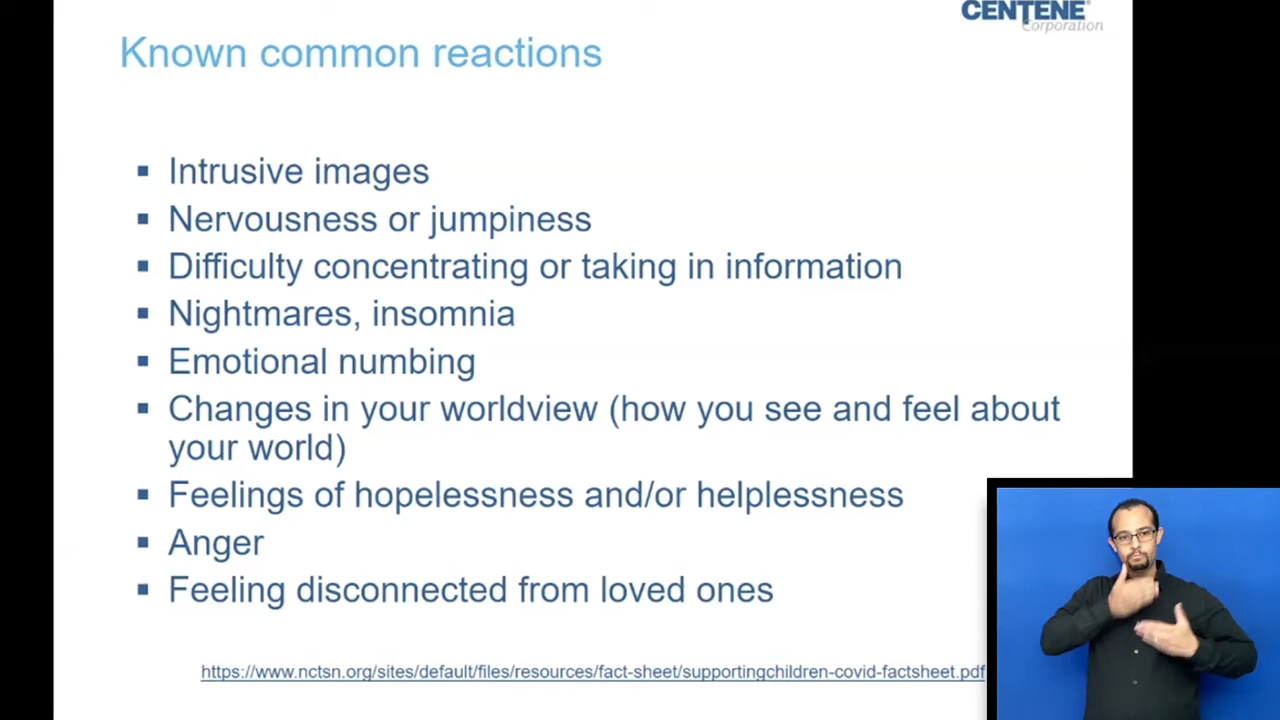 CENTENE
Corporation
Known common reactions
▪ Intrusive images
▪ Nervousness or jumpiness
▪ Difficulty concentrating or taking in information
▪ Nightmares, insomnia
▪ Emotional numbing
▪ Changes in your worldview (how you see and feel about
your world)
▪ Feelings of hopelessness and/or helplessness
▪ Anger
▪ Feeling disconnected from loved ones
https://www.nctsn.org/sites/default/files/resources/fact-sheet/supportingchildren-covid-factsheet.pdf